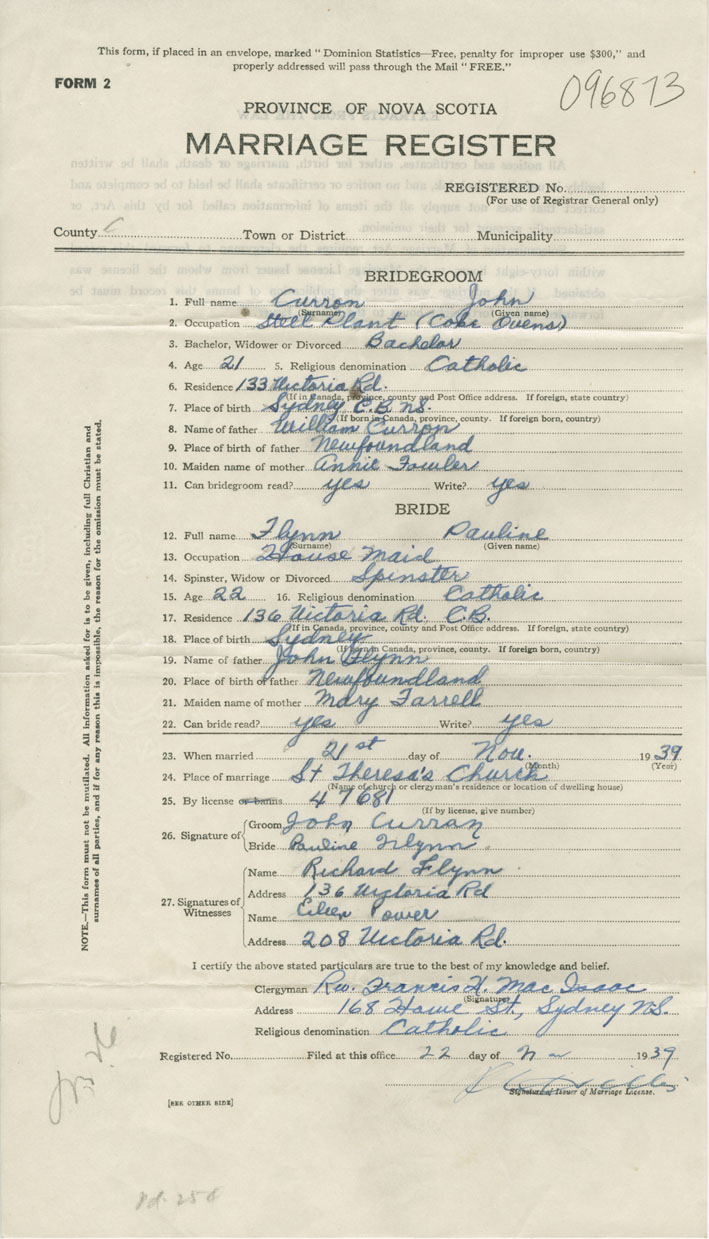 This form, if placed in an envelope, marked "Dominion Statistics—Free, penalty for improper use $300," and
properly addressed will pass through the Mail "FREE."
FORM 2
096873
PROVINCE OF NOVA SCOTIA
MARRIAGE REGISTER
REGISTERED No.
(For use of Registrar General only)
County C Town or District Municipality
BRIDEGROOM
1. Full name Curron John
(Surname) (Given name)
2. Occupation Steel Plant (Coke Ovens)
3. Bachelor, Widower or Divorced Bachelor
4. Age 21 5. Religious denomination Catholic
6. Residence 133 Victoria Rd.
(If in Canada, province, county and Post Office address. If foreign, state country)
7. Place of birth Sydney C.B. N.S.
(If born in Canada, province, county. If foreign born, country)
8. Name of father William Curron
9. Place of birth of father Newfoundland
10. Maiden name of mother Annie Fowler
11. Can bridegroom read? yes Write? yes
BRIDE
12. Full name Flynn Pauline
(Surname) (Given name)
13. Occupation House Maid
14. Spinster, Widow or Divorced Spinster
15. Age 22 16. Religious denomination Catholic
17. Residence 136 Victoria Rd. C.B.
(If in Canada, province, county and Post Office address. If foreign, state country)
18. Place of birth Sydney
(If born in Canada, province, county. If foreign born, country)
19. Name of father John Flynn
20. Place of birth of father Newfoundland
21. Maiden name of mother Mary Farrell
22. Can bride read? yes Write? yes
23. When married 21st day of Nov. 1939
(Month) (Year)
24. Place of marriage St Theresa's Church
(Name of church or clergyman's residence or location of dwelling house)
25. By license or banns 47681
(If by license, give number)
26. Signature of Groom John Curran
Bride Pauline Flynn
27. Signatures of Witnesses Name Richard Flynn
Address 136 Victoria Rd
Name Eileen Power
Address 208 Victoria Rd.
I certify the above stated particulars are true to the best of my knowledge and belief.
Clergyman Rev. Francis H. Mac Isaac
(Signature)
Address 168 Howe St., Sydney N.S.
Religious denomination Catholic
Registered No. Filed at this office 22 day of 1939
Signature of Issuer of Marriage License.
[SEE OTHER SIDE]
Pd. 25¢
NOTE.—This form must not be mutilated. All information asked for is to be given, including full Christian and
surnames of all parties, and if for any reason this is impossible, the reason for the omission must be stated.